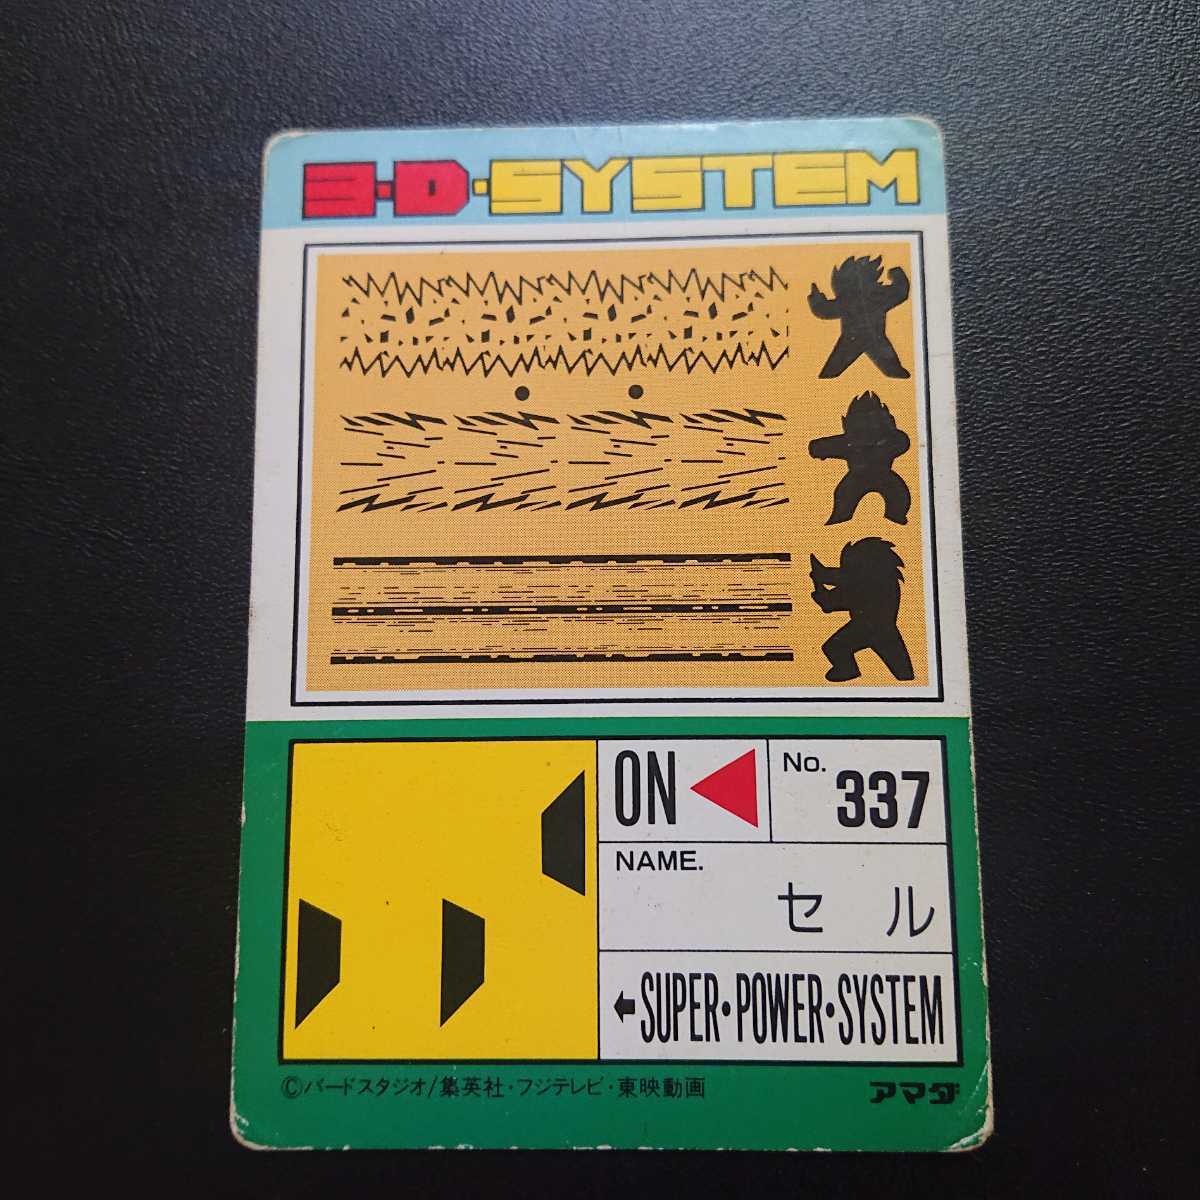 3・D・SYSTEM
ON
No. 337
NAME.
セル
←SUPER・POWER・SYSTEM
©バードスタジオ/集英社・フジテレビ・東映動画
アマダ